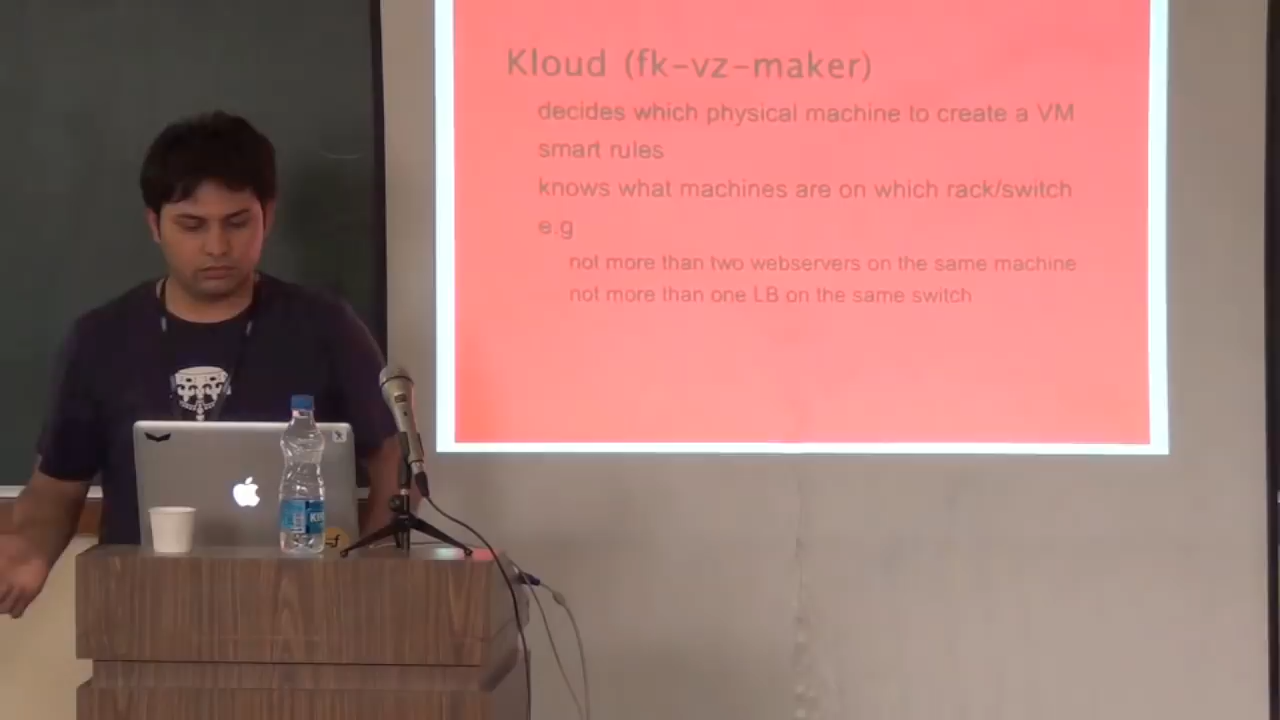 Kloud (fk-vz-maker)
decides which physical machine to create a VM
smart rules
knows what machines are on which rack/switch
e.g
not more than two webservers on the same machine
not more than one LB on the same switch